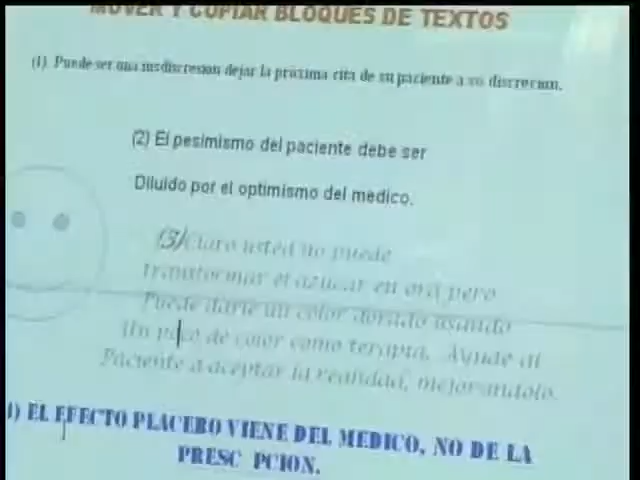 MOVER Y COPIAR BLOQUES DE TEXTOS
(1). Puede ser una indiscresion dejar la próxima cita de su paciente a su discrecion.
(2) El pesimismo del paciente debe ser
Diluido por el optimismo del medico.
(3) Claro usted no puede
Transformar el azucar en oro pero
Puede darle un color dorado usando
Un poco de color como terapia. Ayude al
Paciente a aceptar la realidad, mejorandolo.
) EL EFECTO PLACEBO VIENE DEL MEDICO, NO DE LA
PRESC PCION.